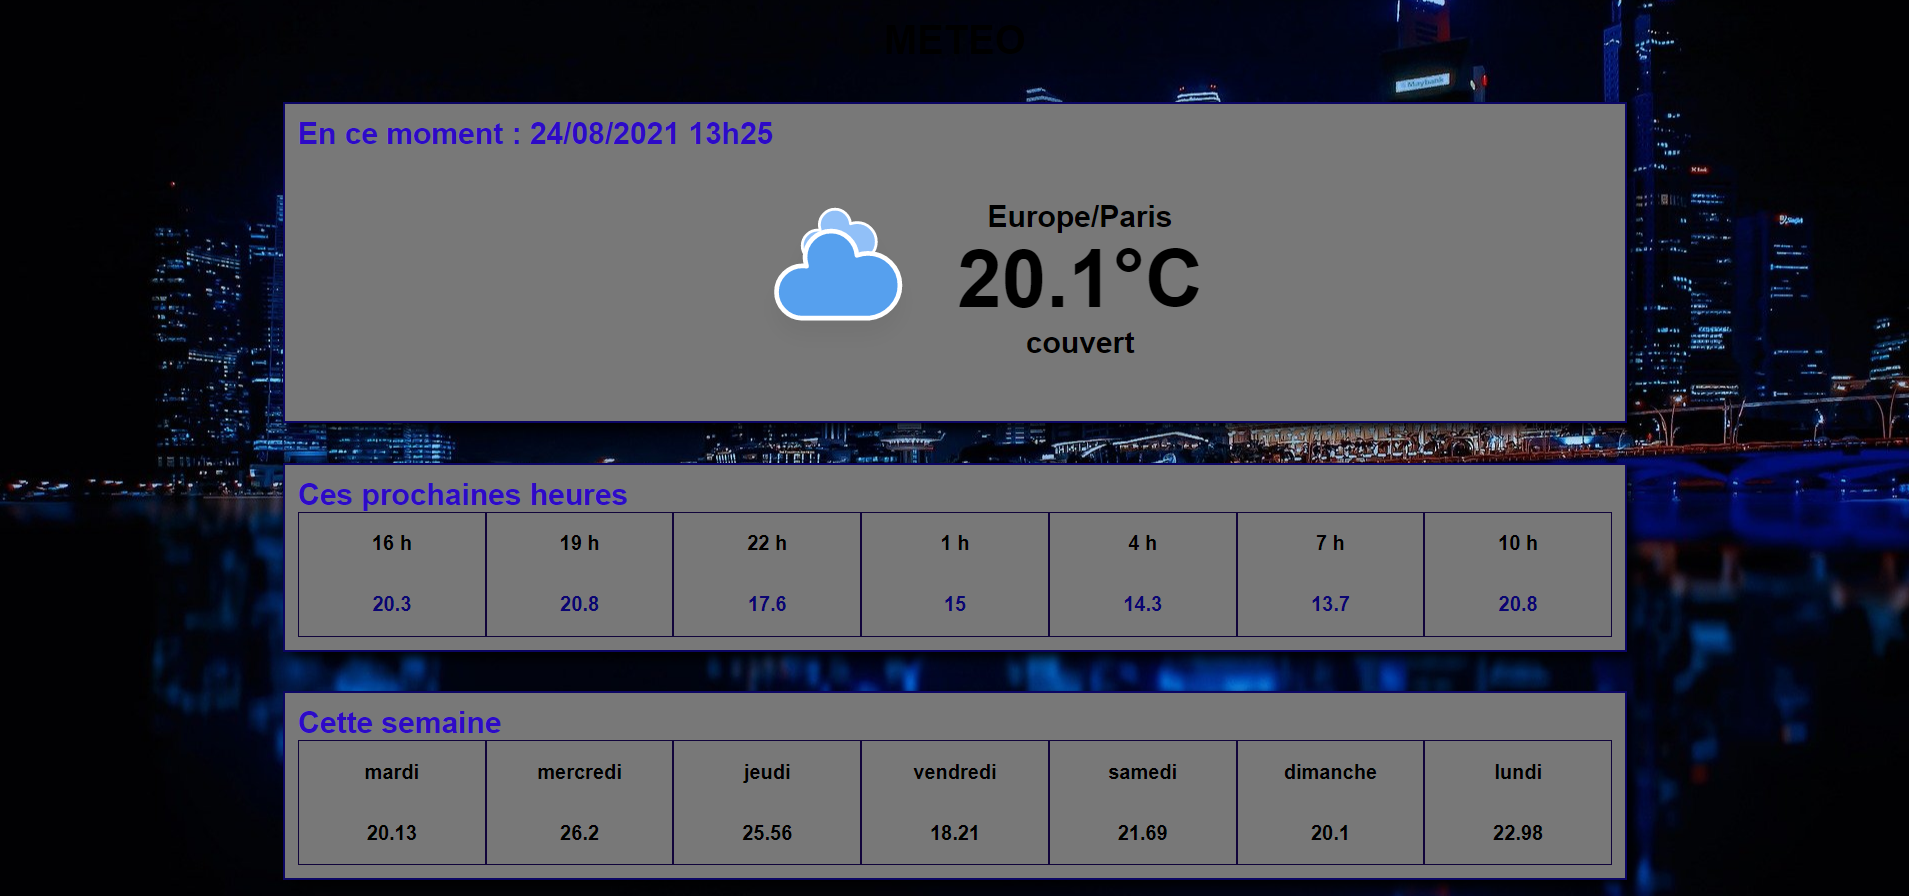 METEO
Maybank
En ce moment : 24/08/2021 13h25
Europe/Paris
20.1°C
couvert
Ces prochaines heures
16 h 19 h 22 h 1 h 4 h 7 h 10 h
20.3 20.8 17.6 15 14.3 13.7 20.8
Cette semaine
mardi mercredi jeudi vendredi samedi dimanche lundi
20.13 26.2 25.56 18.21 21.69 20.1 22.98